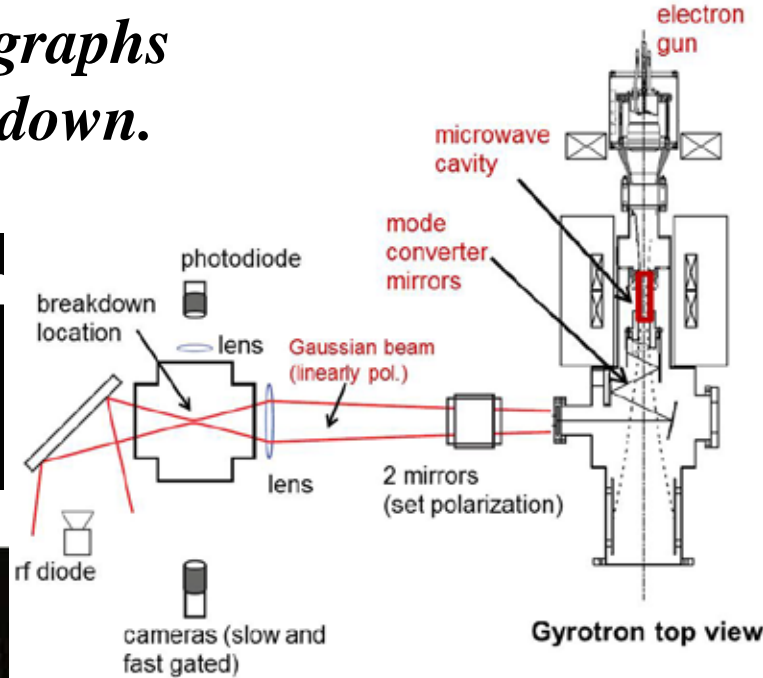 graphs
down.
electron
gun
microwave
cavity
mode
converter
mirrors
photodiode
breakdown
location
lens
Gaussian beam
(linearly pol.)
lens
2 mirrors
(set polarization)
rf diode
cameras (slow and
fast gated)
Gyrotron top view